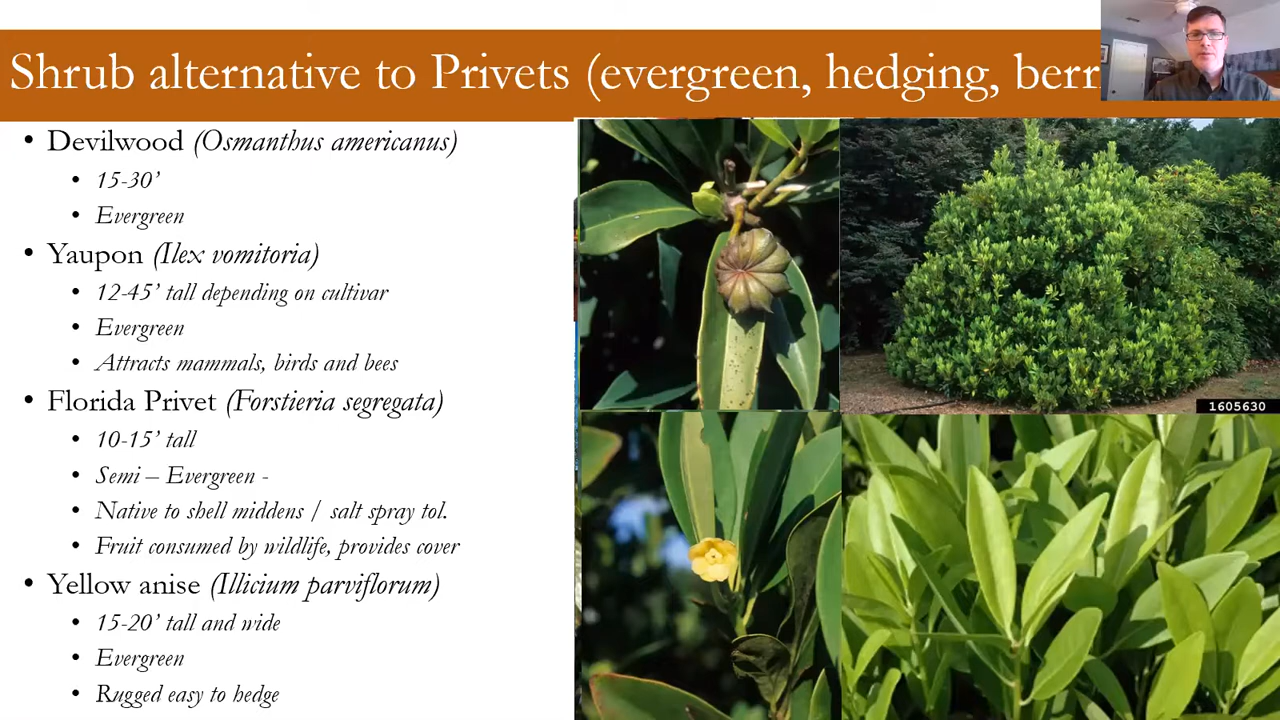 Shrub alternative to Privets (evergreen, hedging, berr
• Devilwood (Osmanthus americanus)
• 15-30’
• Evergreen
• Yaupon (Ilex vomitoria)
• 12-45’ tall depending on cultivar
• Evergreen
• Attracts mammals, birds and bees
• Florida Privet (Forstieria segregata)
• 10-15’ tall
• Semi – Evergreen -
• Native to shell middens / salt spray tol.
• Fruit consumed by wildlife, provides cover
• Yellow anise (Illicium parviflorum)
• 15-20’ tall and wide
• Evergreen
• Rugged easy to hedge
1605630